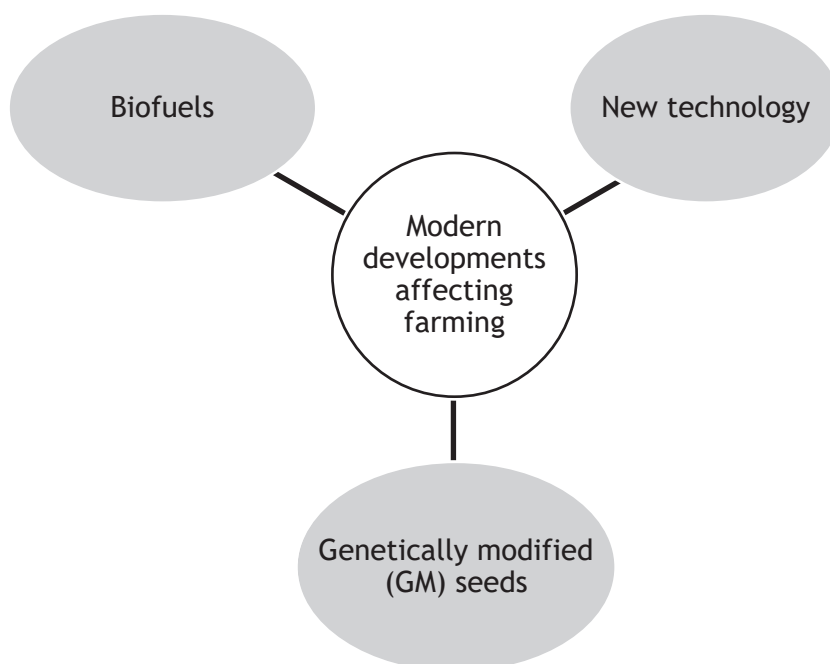 Biofuels
New technology
Modern
developments
affecting
farming
Genetically modified
(GM) seeds